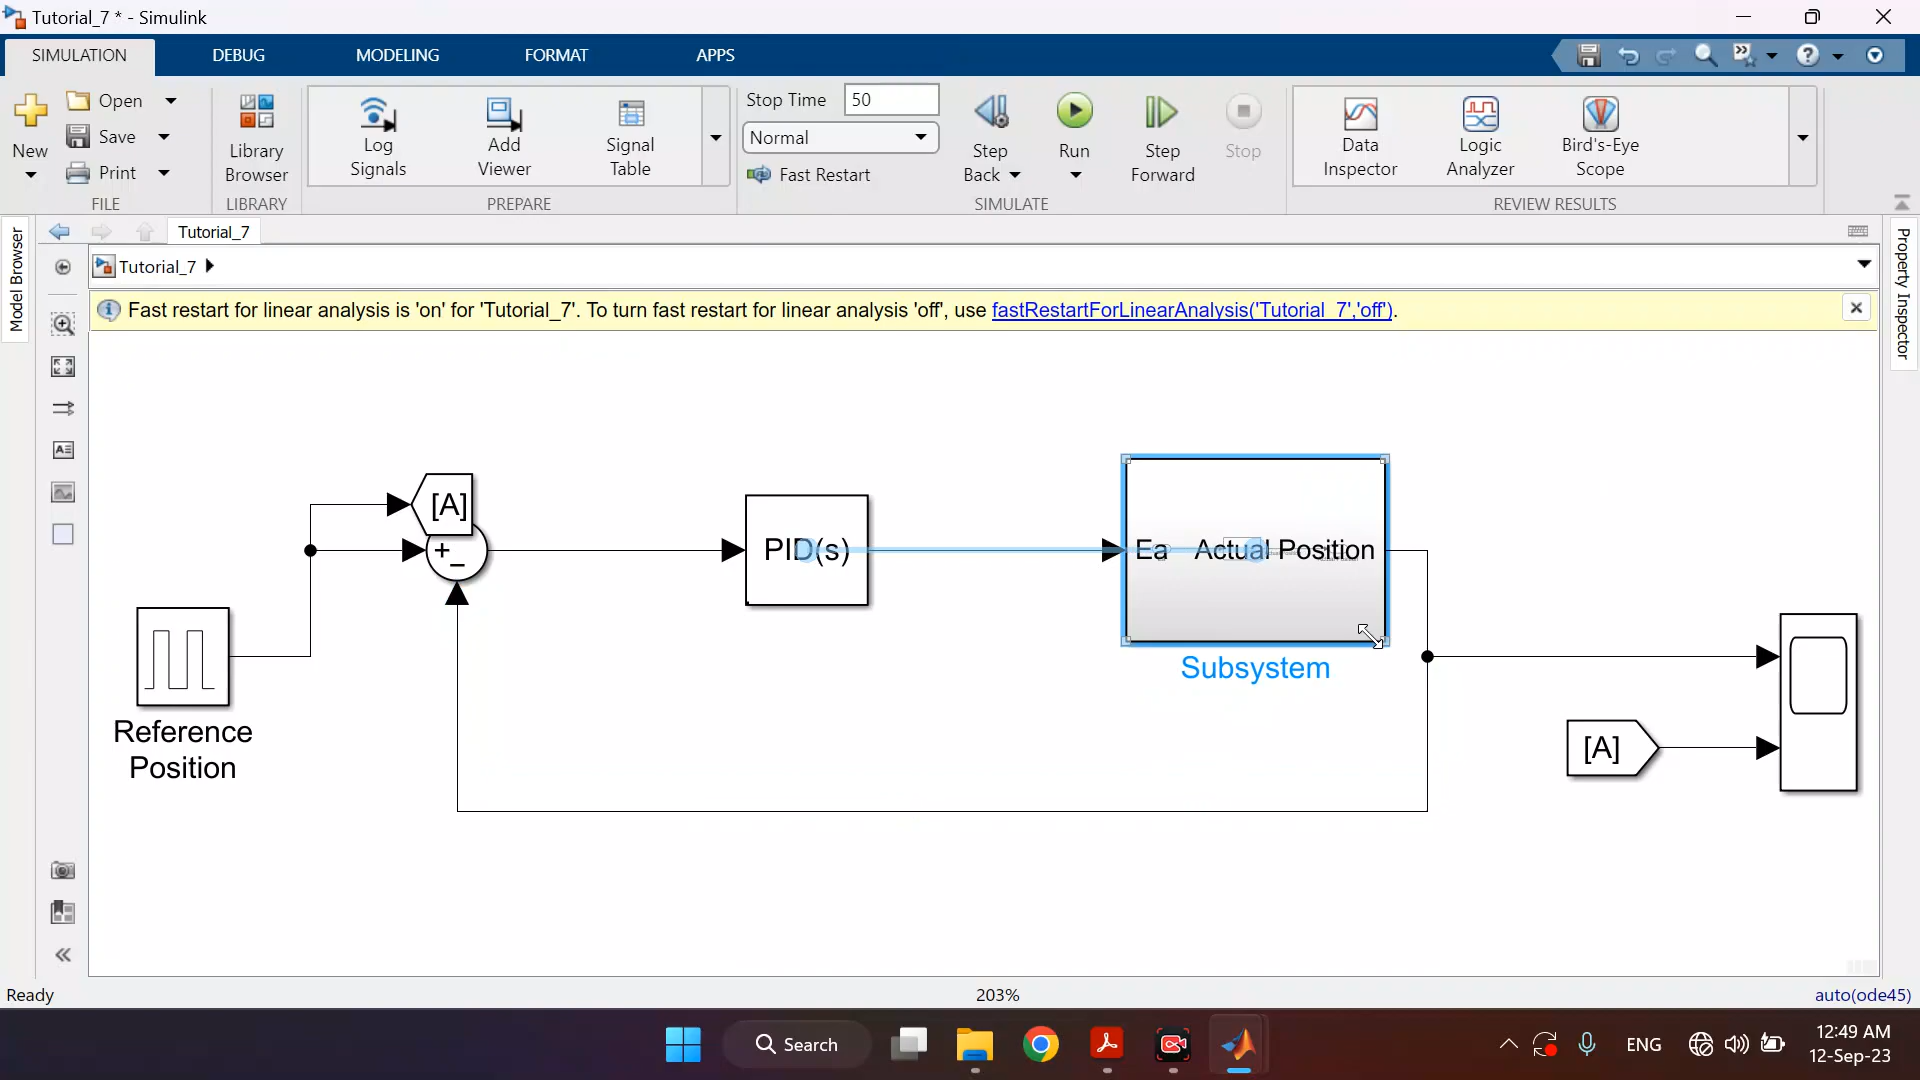 Tutorial_7 * - Simulink
SIMULATION
DEBUG
MODELING
FORMAT
APPS
New
Open
Save
Print
FILE
Library
Browser
LIBRARY
Log
Signals
Add
Viewer
Signal
Table
PREPARE
Stop Time 50
Normal
Fast Restart
Step
Back
Run
Step
Forward
Stop
SIMULATE
Data
Inspector
Logic
Analyzer
Bird's-Eye
Scope
REVIEW RESULTS
Model Browser
Tutorial_7
Tutorial_7
Property Inspector
Fast restart for linear analysis is 'on' for 'Tutorial_7'. To turn fast restart for linear analysis 'off', use fastRestartForLinearAnalysis('Tutorial_7','off').
[A]
PID(s)
Ea Actual Position
Subsystem
Reference
Position
[A]
Ready
203%
auto(ode45)
Search
ENG
12:49 AM
12-Sep-23